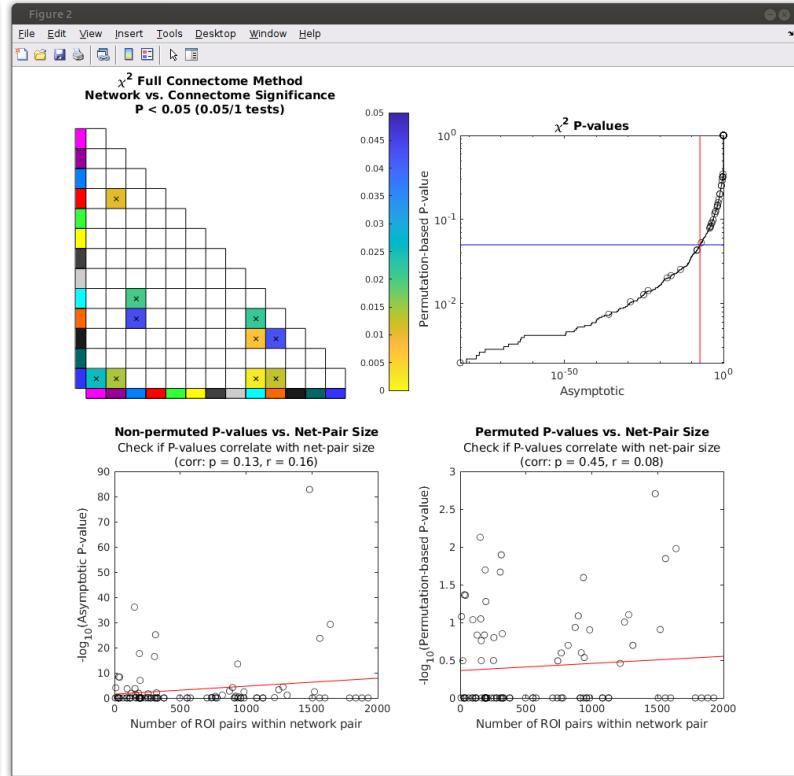 Figure 2
File Edit View Insert Tools Desktop Window Help
χ² Full Connectome Method
Network vs. Connectome Significance
P < 0.05 (0.05/1 tests)
0.05
0.045
0.04
0.035
0.03
0.025
0.02
0.015
0.01
0.005
0
χ² P-values
Permutation-based P-value
10⁰
10⁻¹
10⁻²
10⁻⁵⁰
10⁰
Asymptotic
Non-permuted P-values vs. Net-Pair Size
Check if P-values correlate with net-pair size
(corr: p = 0.13, r = 0.16)
-log₁₀(Asymptotic P-value)
90
80
70
60
50
40
30
20
10
0
0 500 1000 1500 2000
Number of ROI pairs within network pair
Permuted P-values vs. Net-Pair Size
Check if P-values correlate with net-pair size
(corr: p = 0.45, r = 0.08)
-log₁₀(Permutation-based P-value)
3
2.5
2
1.5
1
0.5
0
0 500 1000 1500 2000
Number of ROI pairs within network pair